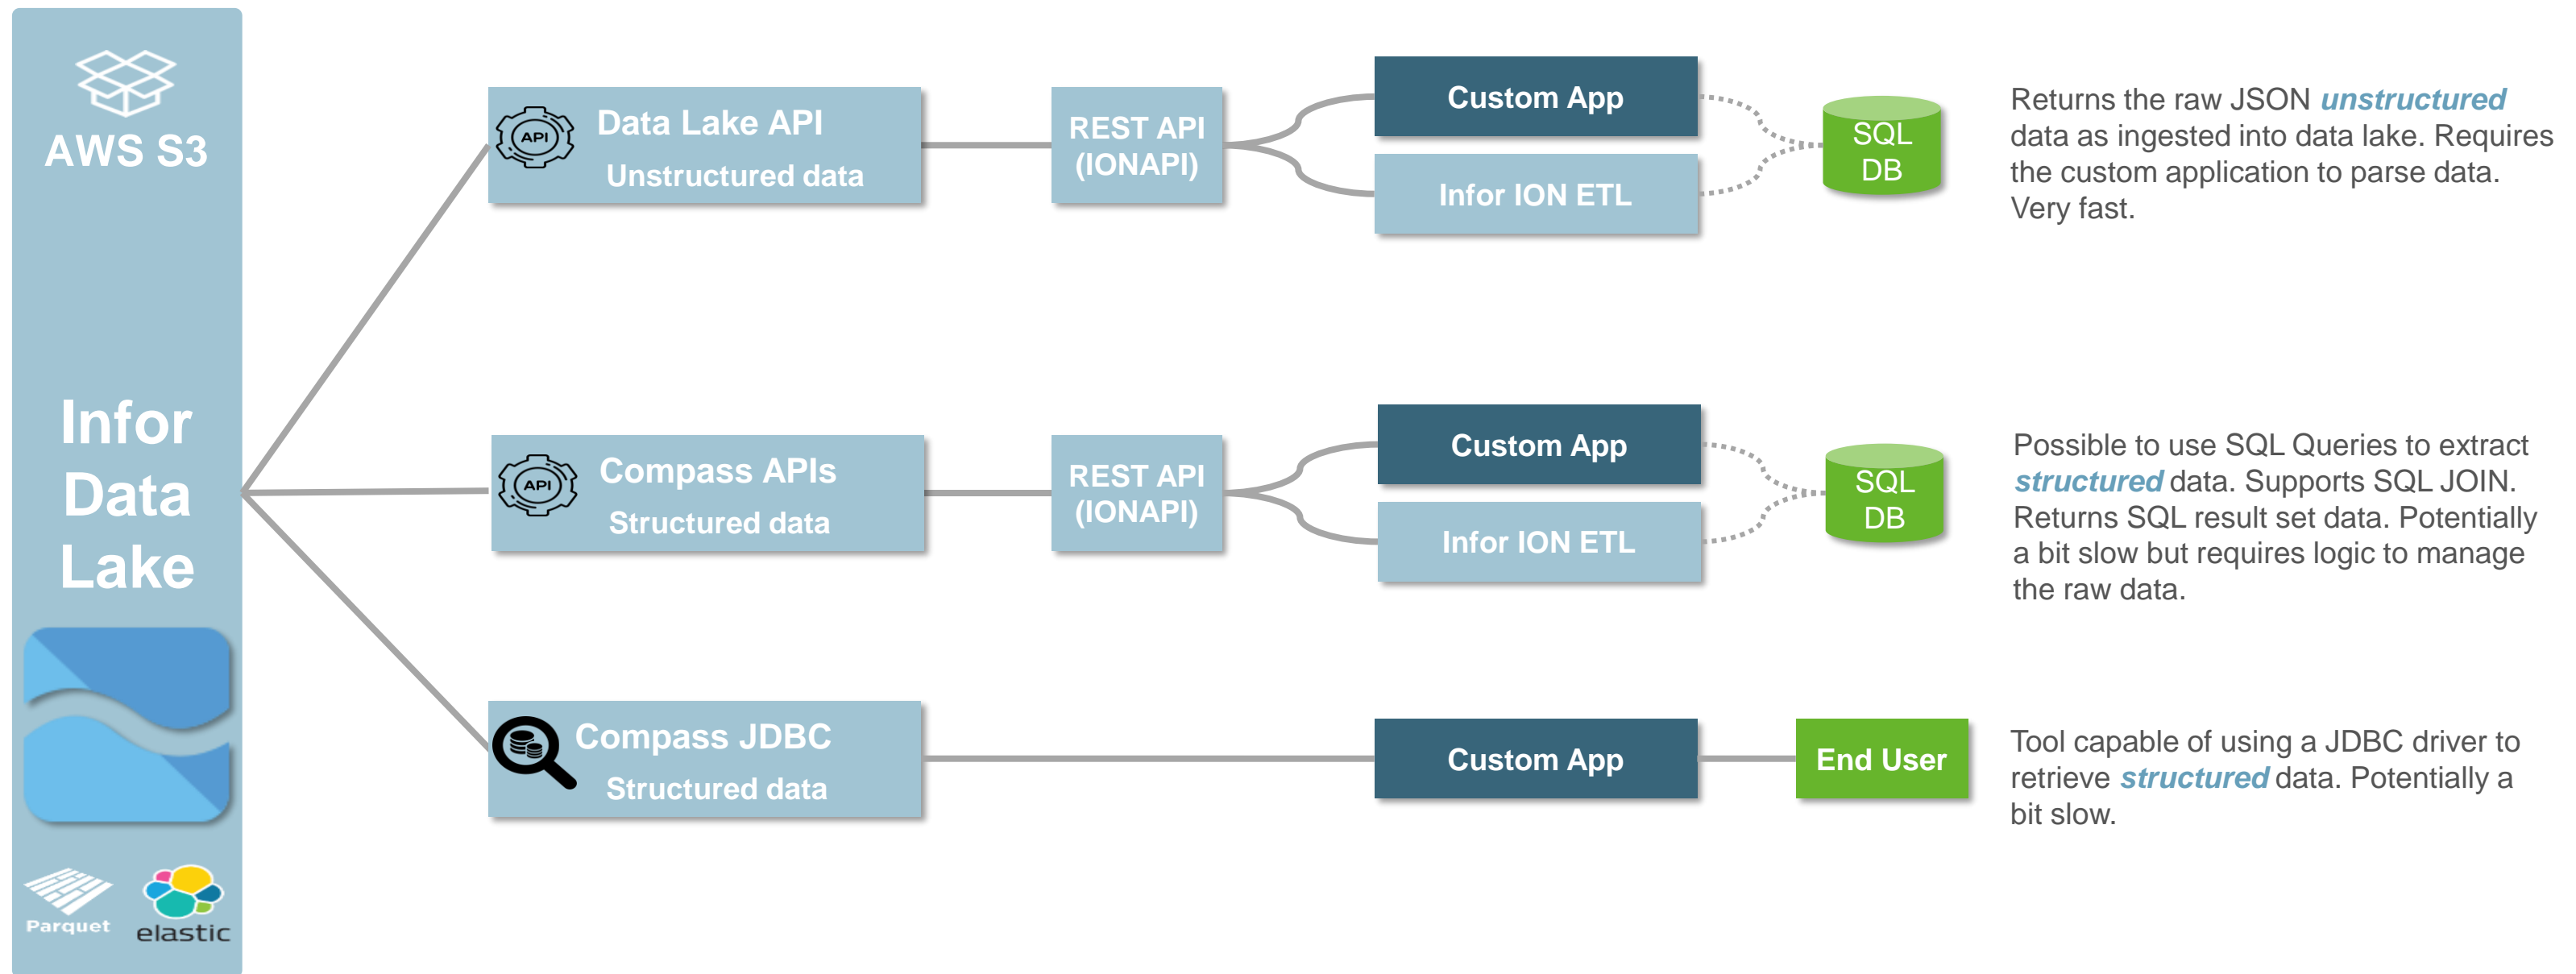 AWS S3
Infor
Data
Lake
Parquet
elastic
API
Data Lake API
Unstructured data
REST API
(IONAPI)
Custom App
Infor ION ETL
SQL
DB
Returns the raw JSON unstructured
data as ingested into data lake. Requires
the custom application to parse data.
Very fast.
API
Compass APIs
Structured data
REST API
(IONAPI)
Custom App
Infor ION ETL
SQL
DB
Possible to use SQL Queries to extract
structured data. Supports SQL JOIN.
Returns SQL result set data. Potentially
a bit slow but requires logic to manage
the raw data.
Compass JDBC
Structured data
Custom App
End User
Tool capable of using a JDBC driver to
retrieve structured data. Potentially a
bit slow.